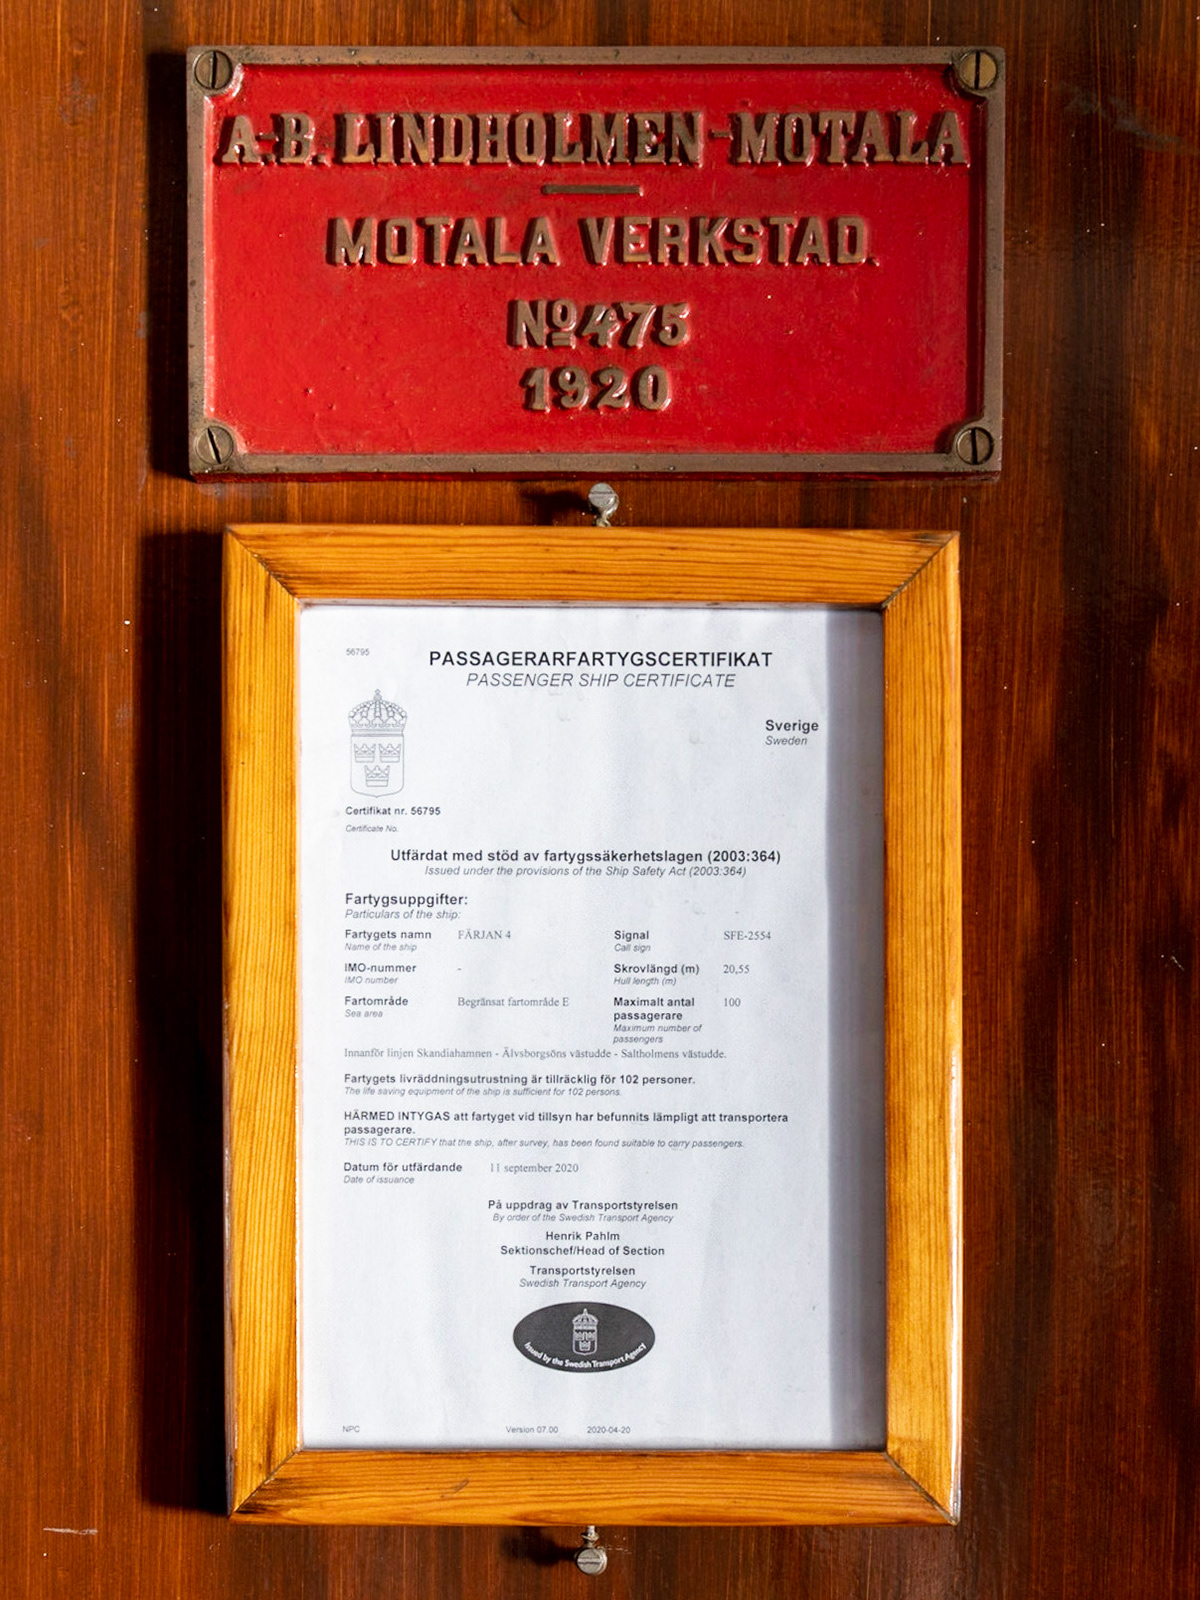 A.-B. LINDHOLMEN-MOTALA
MOTALA VERKSTAD.
Nº475
1920
56795
PASSAGERARFARTYGSCERTIFIKAT
PASSENGER SHIP CERTIFICATE
Sverige
Sweden
Certifikat nr. 56795
Certificate No.
Utfärdat med stöd av fartygssäkerhetslagen (2003:364)
Issued under the provisions of the Ship Safety Act (2003:364)
Fartygsuppgifter:
Particulars of the ship:
Fartygets namn FÄRJAN 4 Signal SFE-2554
Name of the ship Call sign
IMO-nummer - Skrovlängd (m) 20,55
IMO number Hull length (m)
Fartområde Begränsat fartområde E Maximalt antal 100
Sea area passagerare
Maximum number of
passengers
Innanför linjen Skandiahamnen - Älvsborgsöns västudde - Saltholmens västudde.
Fartygets livräddningsutrustning är tillräcklig för 102 personer.
The life saving equipment of the ship is sufficient for 102 persons.
HÄRMED INTYGAS att fartyget vid tillsyn har befunnits lämpligt att transportera
passagerare.
THIS IS TO CERTIFY that the ship, after survey, has been found suitable to carry passengers.
Datum för utfärdande 11 september 2020
Date of issuance
På uppdrag av Transportstyrelsen
By order of the Swedish Transport Agency
Henrik Pahlm
Sektionschef/Head of Section
Transportstyrelsen
Swedish Transport Agency
Issued by the Swedish Transport Agency
NPC Version 07.00 2020-04-20